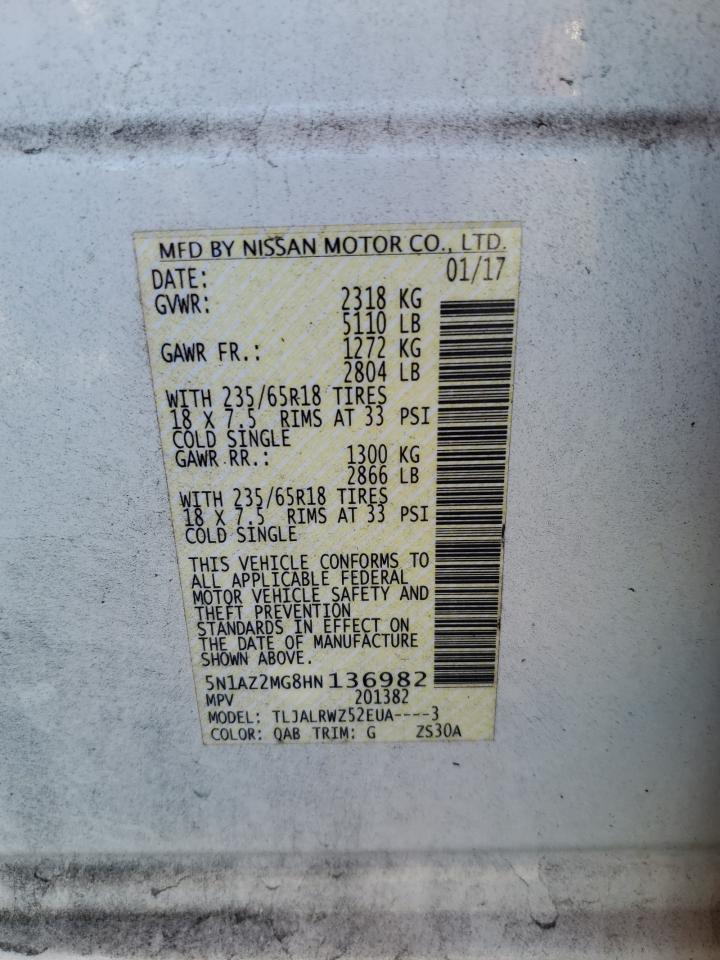 MFD BY NISSAN MOTOR CO., LTD.
DATE: 01/17
GVWR: 2318 KG
5110 LB
GAWR FR.: 1272 KG
2804 LB
WITH 235/65R18 TIRES
18 X 7.5 RIMS AT 33 PSI
COLD SINGLE
GAWR RR.: 1300 KG
2866 LB
WITH 235/65R18 TIRES
18 X 7.5 RIMS AT 33 PSI
COLD SINGLE
THIS VEHICLE CONFORMS TO
ALL APPLICABLE FEDERAL
MOTOR VEHICLE SAFETY AND
THEFT PREVENTION
STANDARDS IN EFFECT ON
THE DATE OF MANUFACTURE
SHOWN ABOVE.
5N1AZ2MG8HN136982
MPV 201382
MODEL: TLJALRWZ52EUA----3
COLOR: QAB TRIM: G ZS30A